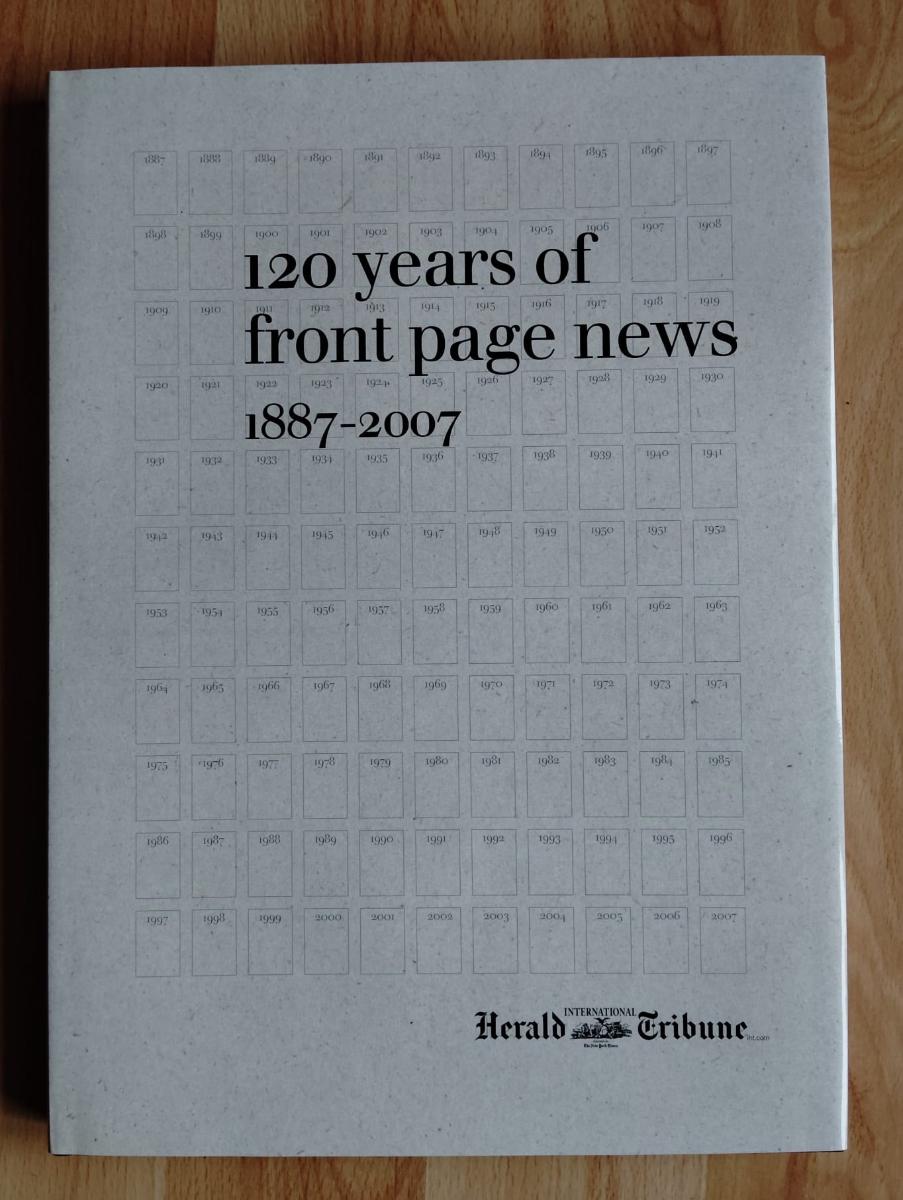 1887 1888 1889 1890 1891 1892 1893 1894 1895 1896 1897
1898 1899 1900 1901 1902 1903 1904 1905 1906 1907 1908
120 years of
1909 1910 1911 1912 1913 1914 1915 1916 1917 1918 1919
front page news
1920 1921 1922 1923 1924 1925 1926 1927 1928 1929 1930
1887-2007
1931 1932 1933 1934 1935 1936 1937 1938 1939 1940 1941
1942 1943 1944 1945 1946 1947 1948 1949 1950 1951 1952
1953 1954 1955 1956 1957 1958 1959 1960 1961 1962 1963
1964 1965 1966 1967 1968 1969 1970 1971 1972 1973 1974
1975 1976 1977 1978 1979 1980 1981 1982 1983 1984 1985
1986 1987 1988 1989 1990 1991 1992 1993 1994 1995 1996
1997 1998 1999 2000 2001 2002 2003 2004 2005 2006 2007
Herald INTERNATIONAL Tribune iht.com
The New York Times